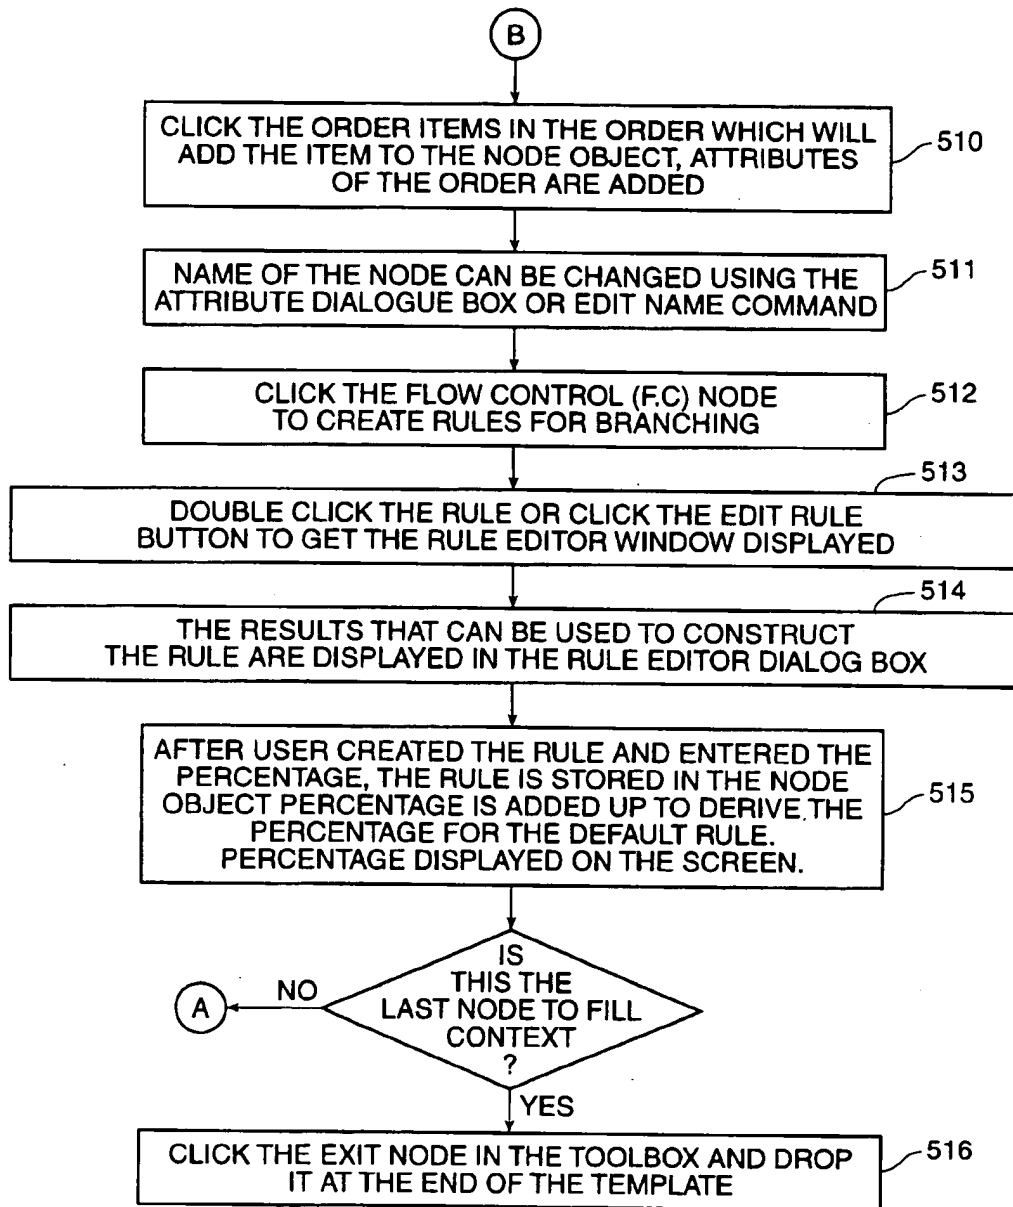 B
CLICK THE ORDER ITEMS IN THE ORDER WHICH WILL
ADD THE ITEM TO THE NODE OBJECT, ATTRIBUTES
OF THE ORDER ARE ADDED
510
NAME OF THE NODE CAN BE CHANGED USING THE
ATTRIBUTE DIALOGUE BOX OR EDIT NAME COMMAND
511
CLICK THE FLOW CONTROL (F.C) NODE
TO CREATE RULES FOR BRANCHING
512
513
DOUBLE CLICK THE RULE OR CLICK THE EDIT RULE
BUTTON TO GET THE RULE EDITOR WINDOW DISPLAYED
514
THE RESULTS THAT CAN BE USED TO CONSTRUCT
THE RULE ARE DISPLAYED IN THE RULE EDITOR DIALOG BOX
AFTER USER CREATED THE RULE AND ENTERED THE
PERCENTAGE, THE RULE IS STORED IN THE NODE
OBJECT PERCENTAGE IS ADDED UP TO DERIVE THE
PERCENTAGE FOR THE DEFAULT RULE.
PERCENTAGE DISPLAYED ON THE SCREEN.
515
IS
THIS THE
LAST NODE TO FILL
CONTEXT
?
NO
A
YES
CLICK THE EXIT NODE IN THE TOOLBOX AND DROP
IT AT THE END OF THE TEMPLATE
516